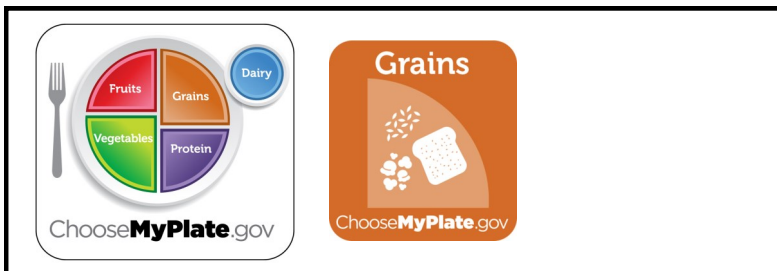 Fruits
Grains
Dairy
Vegetables
Protein
ChooseMyPlate.gov
Grains
ChooseMyPlate.gov